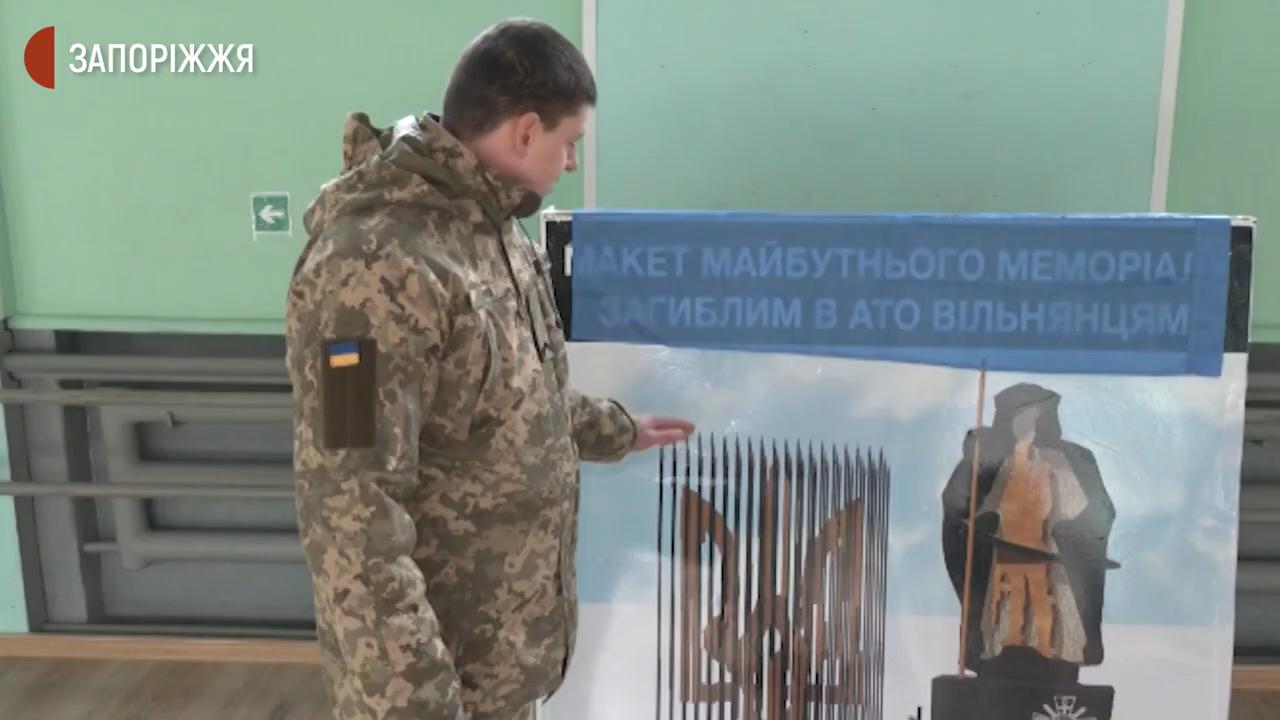 ЗАПОРІЖЖЯ
МАКЕТ МАЙБУТНЬОГО МЕМОРІАЛ
ЗАГИБЛИМ В АТО ВІЛЬНЯНЦЯМ